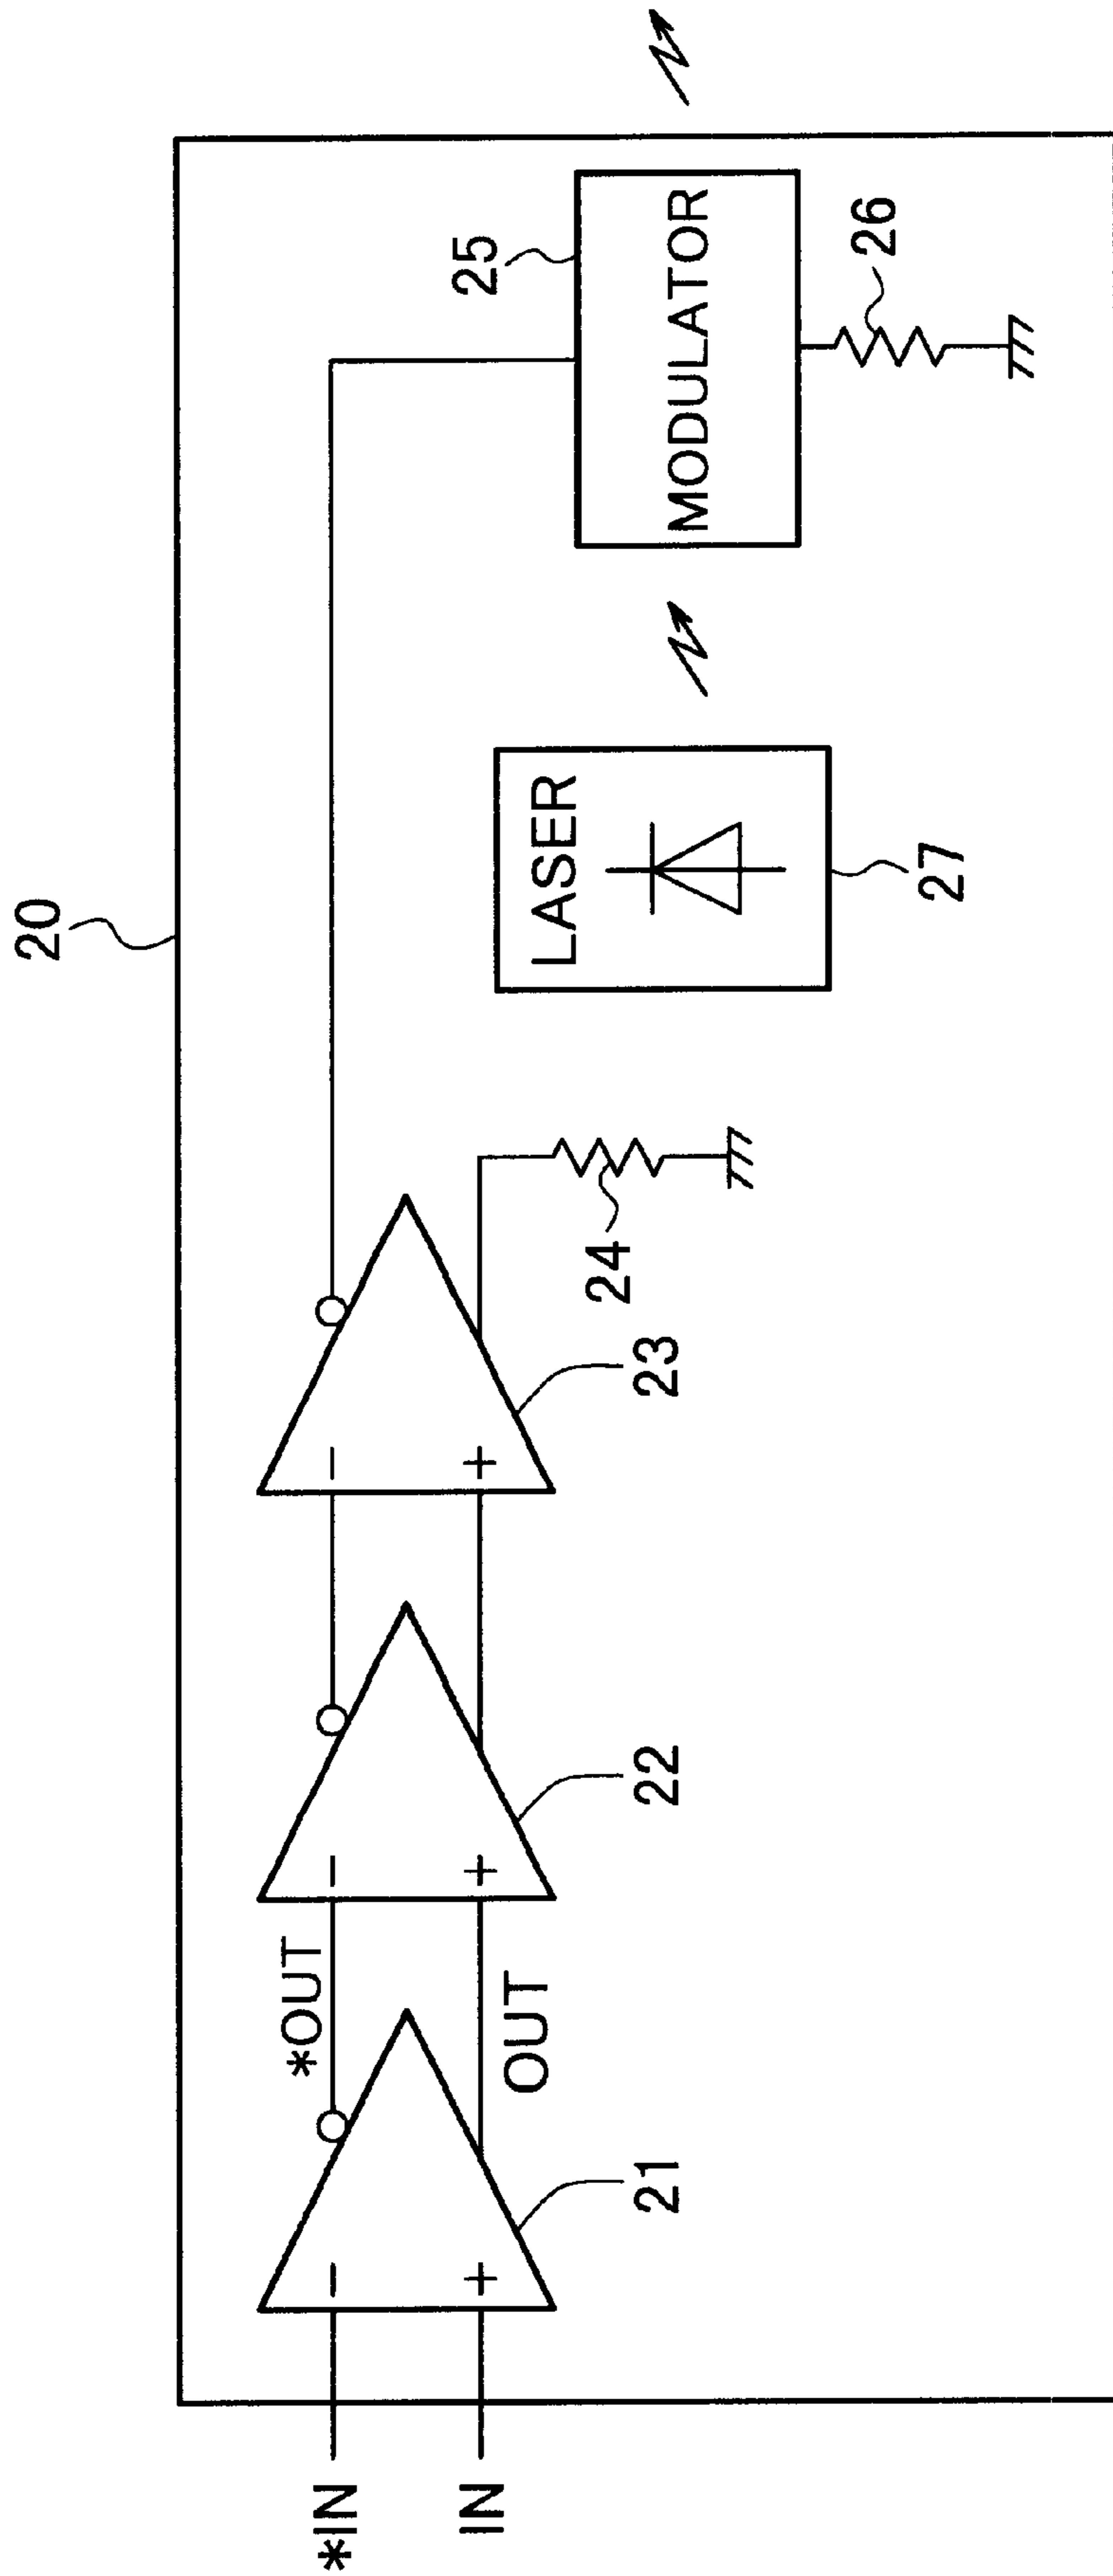 20
*IN
IN
*OUT
OUT
21
22
23
24
LASER
27
25
MODULATOR
26
− +
− +
− +